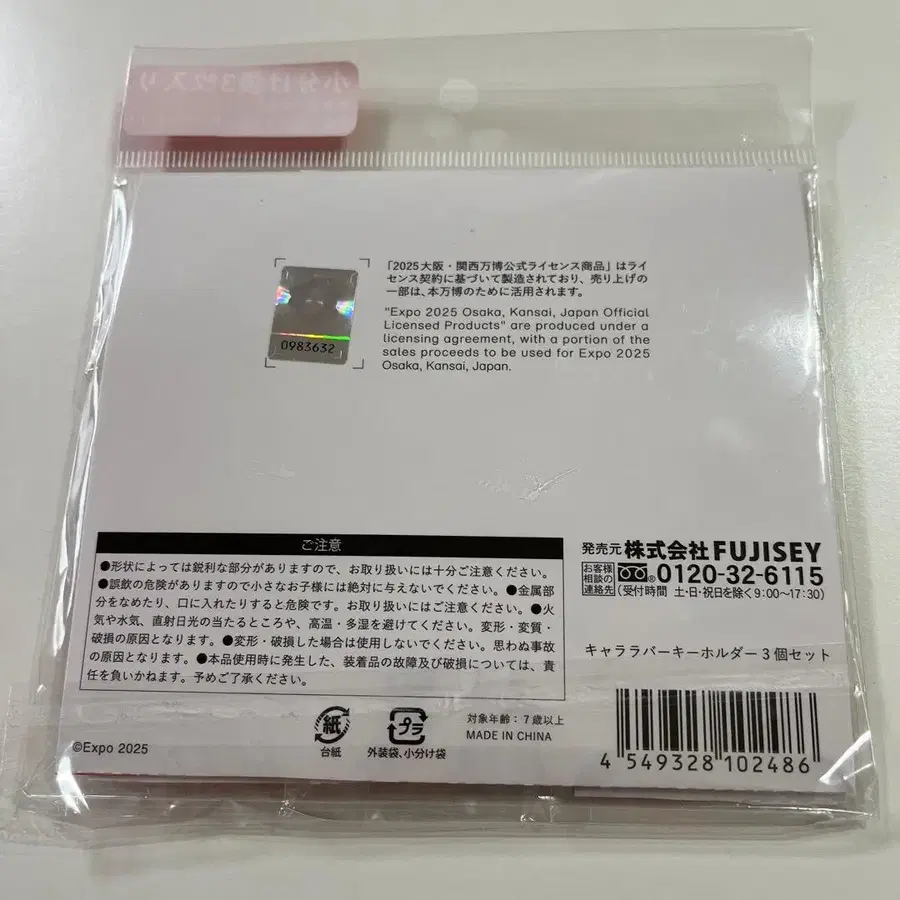 小分け袋3枚入り
「2025大阪・関西万博公式ライセンス商品」はライ
センス契約に基づいて製造されており、売り上げの
一部は、本万博のために活用されます。
"Expo 2025 Osaka, Kansai, Japan Official
Licensed Products" are produced under a
licensing agreement, with a portion of the
sales proceeds to be used for Expo 2025
Osaka, Kansai, Japan.
0983632
ご注意
●形状によっては鋭利な部分がありますので、お取り扱いには十分ご注意ください。
●誤飲の危険がありますので小さなお子様には絶対に与えないでください。●金属部
分をなめたり、口に入れたりすると危険です。お取り扱いにはご注意ください。●火
気や水気、直射日光の当たるところや、高温・多湿を避けてください。変形・変質・
破損の原因となります。●変形・破損した場合は使用しないでください。思わぬ事故
の原因となります。●本品使用時に発生した、装着品の故障及び破損については、責
任を負いかねます。予めご了承ください。
発売元 株式会社FUJISEY
お客様
相談の
連絡先
®0120-32-6115
(受付時間 土・日・祝日を除く9:00〜17:30)
キャララバーキーホルダー3個セット
紙
台紙
プラ
外装袋、小分け袋
対象年齢:7歳以上
MADE IN CHINA
©Expo 2025
4 549328 102486